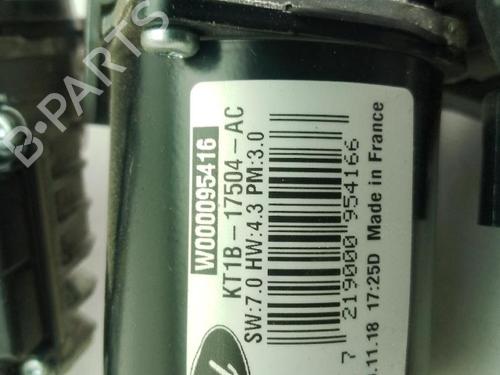 B-PARTS
W000095416
KT1B-17504-AC
SW:7.0 HW:4.3 PM:3.0
7 219000 954166
.11.18 17:25D Made in France